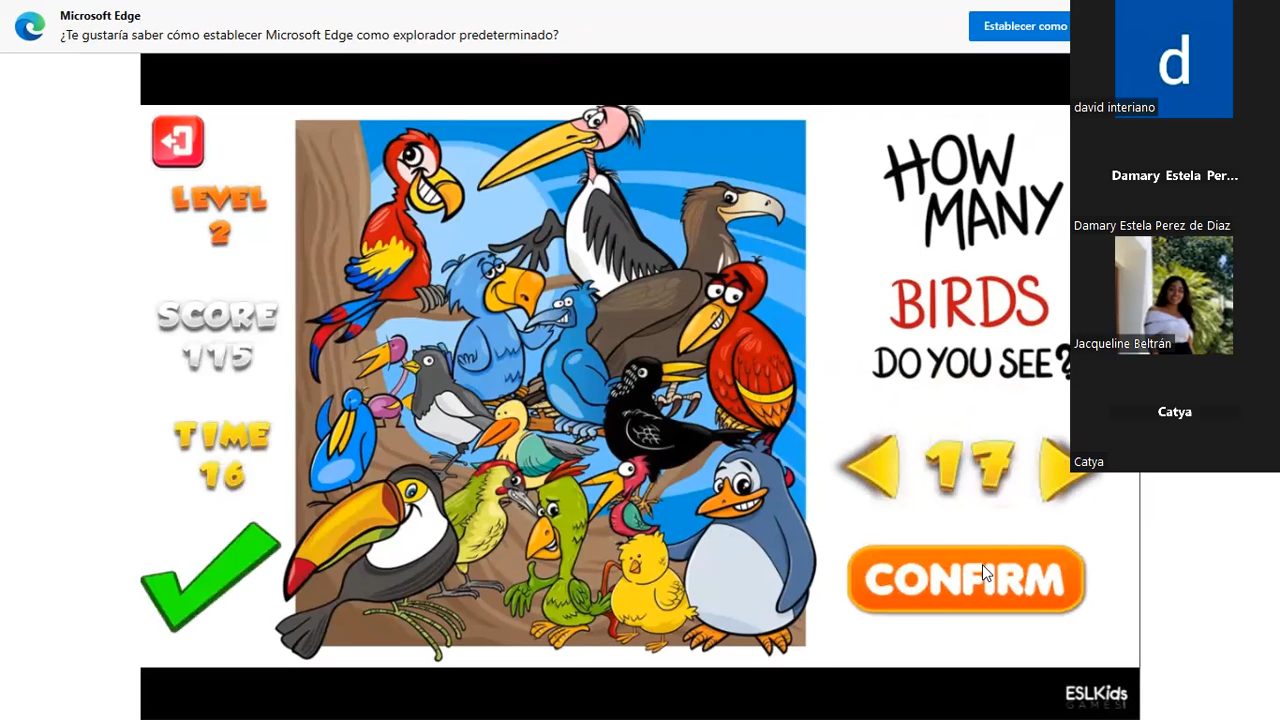 Microsoft Edge
¿Te gustaría saber cómo establecer Microsoft Edge como explorador predeterminado?
Establecer como
d
david interiano
Damary Estela Per...
Damary Estela Perez de Diaz
Jacqueline Beltrán
Catya
Catya
LEVEL
2
SCORE
115
TIME
16
HOW
MANY
BIRDS
DO YOU SEE?
17
CONFIRM
ESLKids
GAMES